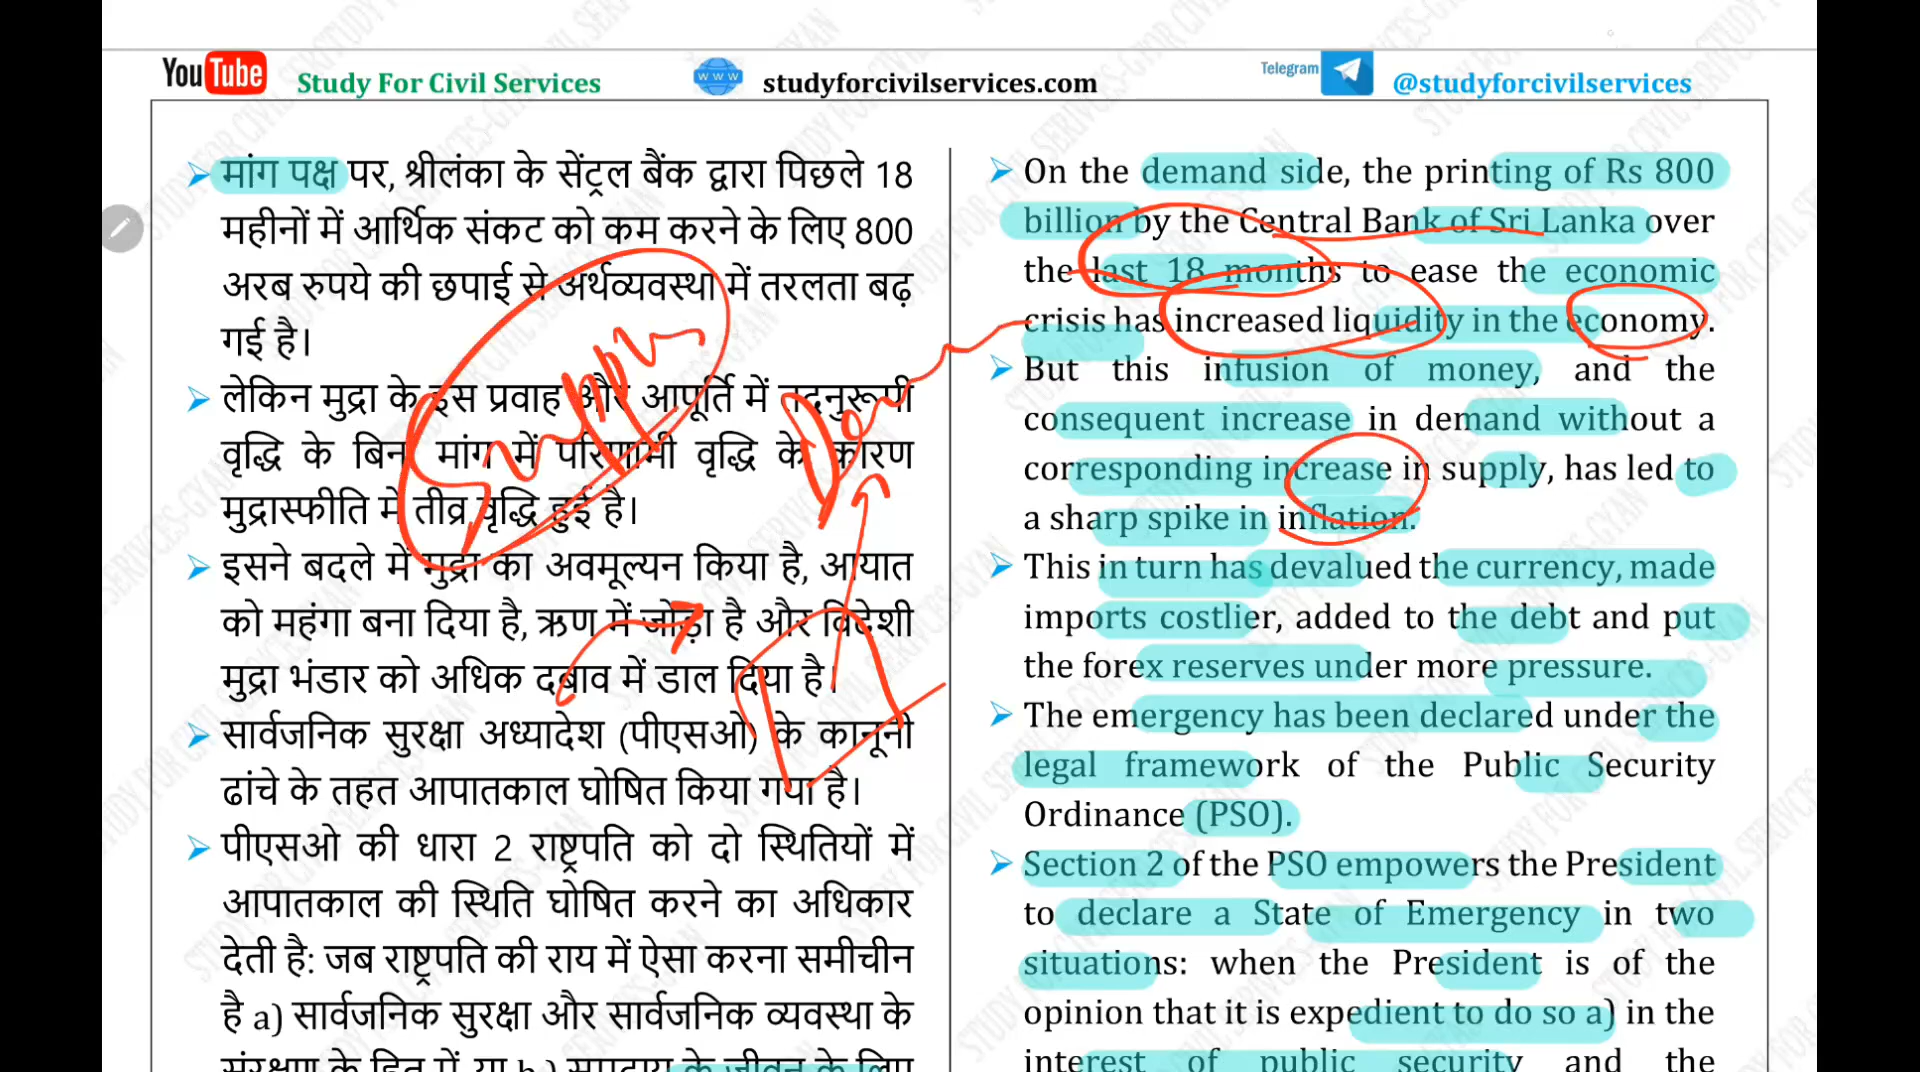 YouTube Study For Civil Services WWW studyforcivilservices.com Telegram @studyforcivilservices
➢ मांग पक्ष पर, श्रीलंका के सेंट्रल बैंक द्वारा पिछले 18
महीनों में आर्थिक संकट को कम करने के लिए 800
अरब रुपये की छपाई से अर्थव्यवस्था में तरलता बढ़
गई है।
➢ लेकिन मुद्रा के इस प्रवाह और आपूर्ति में तदनुरूपी
वृद्धि के बिना मांग में परिणामी वृद्धि के कारण
मुद्रास्फीति में तीव्र वृद्धि हुई है।
➢ इसने बदले में मुद्रा का अवमूल्यन किया है, आयात
को महंगा बना दिया है, ऋण में जोड़ा है और विदेशी
मुद्रा भंडार को अधिक दबाव में डाल दिया है।
➢ सार्वजनिक सुरक्षा अध्यादेश (पीएसओ) के कानूनी
ढांचे के तहत आपातकाल घोषित किया गया है।
➢ पीएसओ की धारा 2 राष्ट्रपति को दो स्थितियों में
आपातकाल की स्थिति घोषित करने का अधिकार
देती है: जब राष्ट्रपति की राय में ऐसा करना समीचीन
है a) सार्वजनिक सुरक्षा और सार्वजनिक व्यवस्था के
संरक्षण के हित में या b) समुदाय के जीवन के लिए
➢ On the demand side, the printing of Rs 800
billion by the Central Bank of Sri Lanka over
the last 18 months to ease the economic
crisis has increased liquidity in the economy.
➢ But this infusion of money, and the
consequent increase in demand without a
corresponding increase in supply, has led to
a sharp spike in inflation.
➢ This in turn has devalued the currency, made
imports costlier, added to the debt and put
the forex reserves under more pressure.
➢ The emergency has been declared under the
legal framework of the Public Security
Ordinance (PSO).
➢ Section 2 of the PSO empowers the President
to declare a State of Emergency in two
situations: when the President is of the
opinion that it is expedient to do so a) in the
interest of public security and the